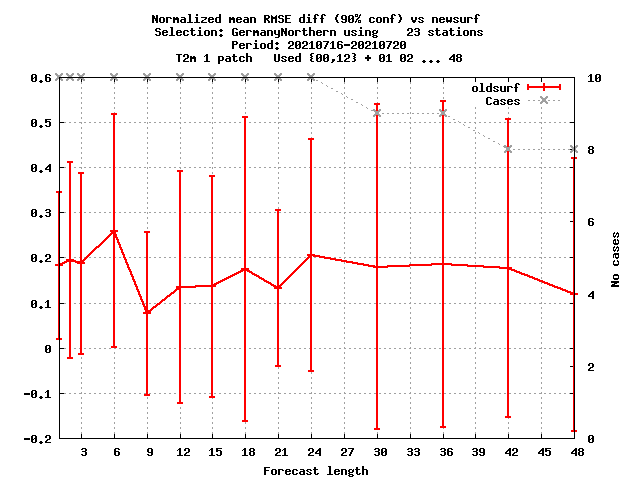 Normalized mean RMSE diff (90% conf) vs newsurf
Selection: GermanyNorthern using    23 stations
Period: 20210716-20210720
T2m 1 patch   Used {00,12} + 01 02 ... 48
oldsurf
Cases
0,6
0,5
0,4
0,3
0,2
0,1
0
-0,1
-0,2
10
8
6
4
2
0
No cases
3 6 9 12 15 18 21 24 27 30 33 36 39 42 45 48
Forecast length